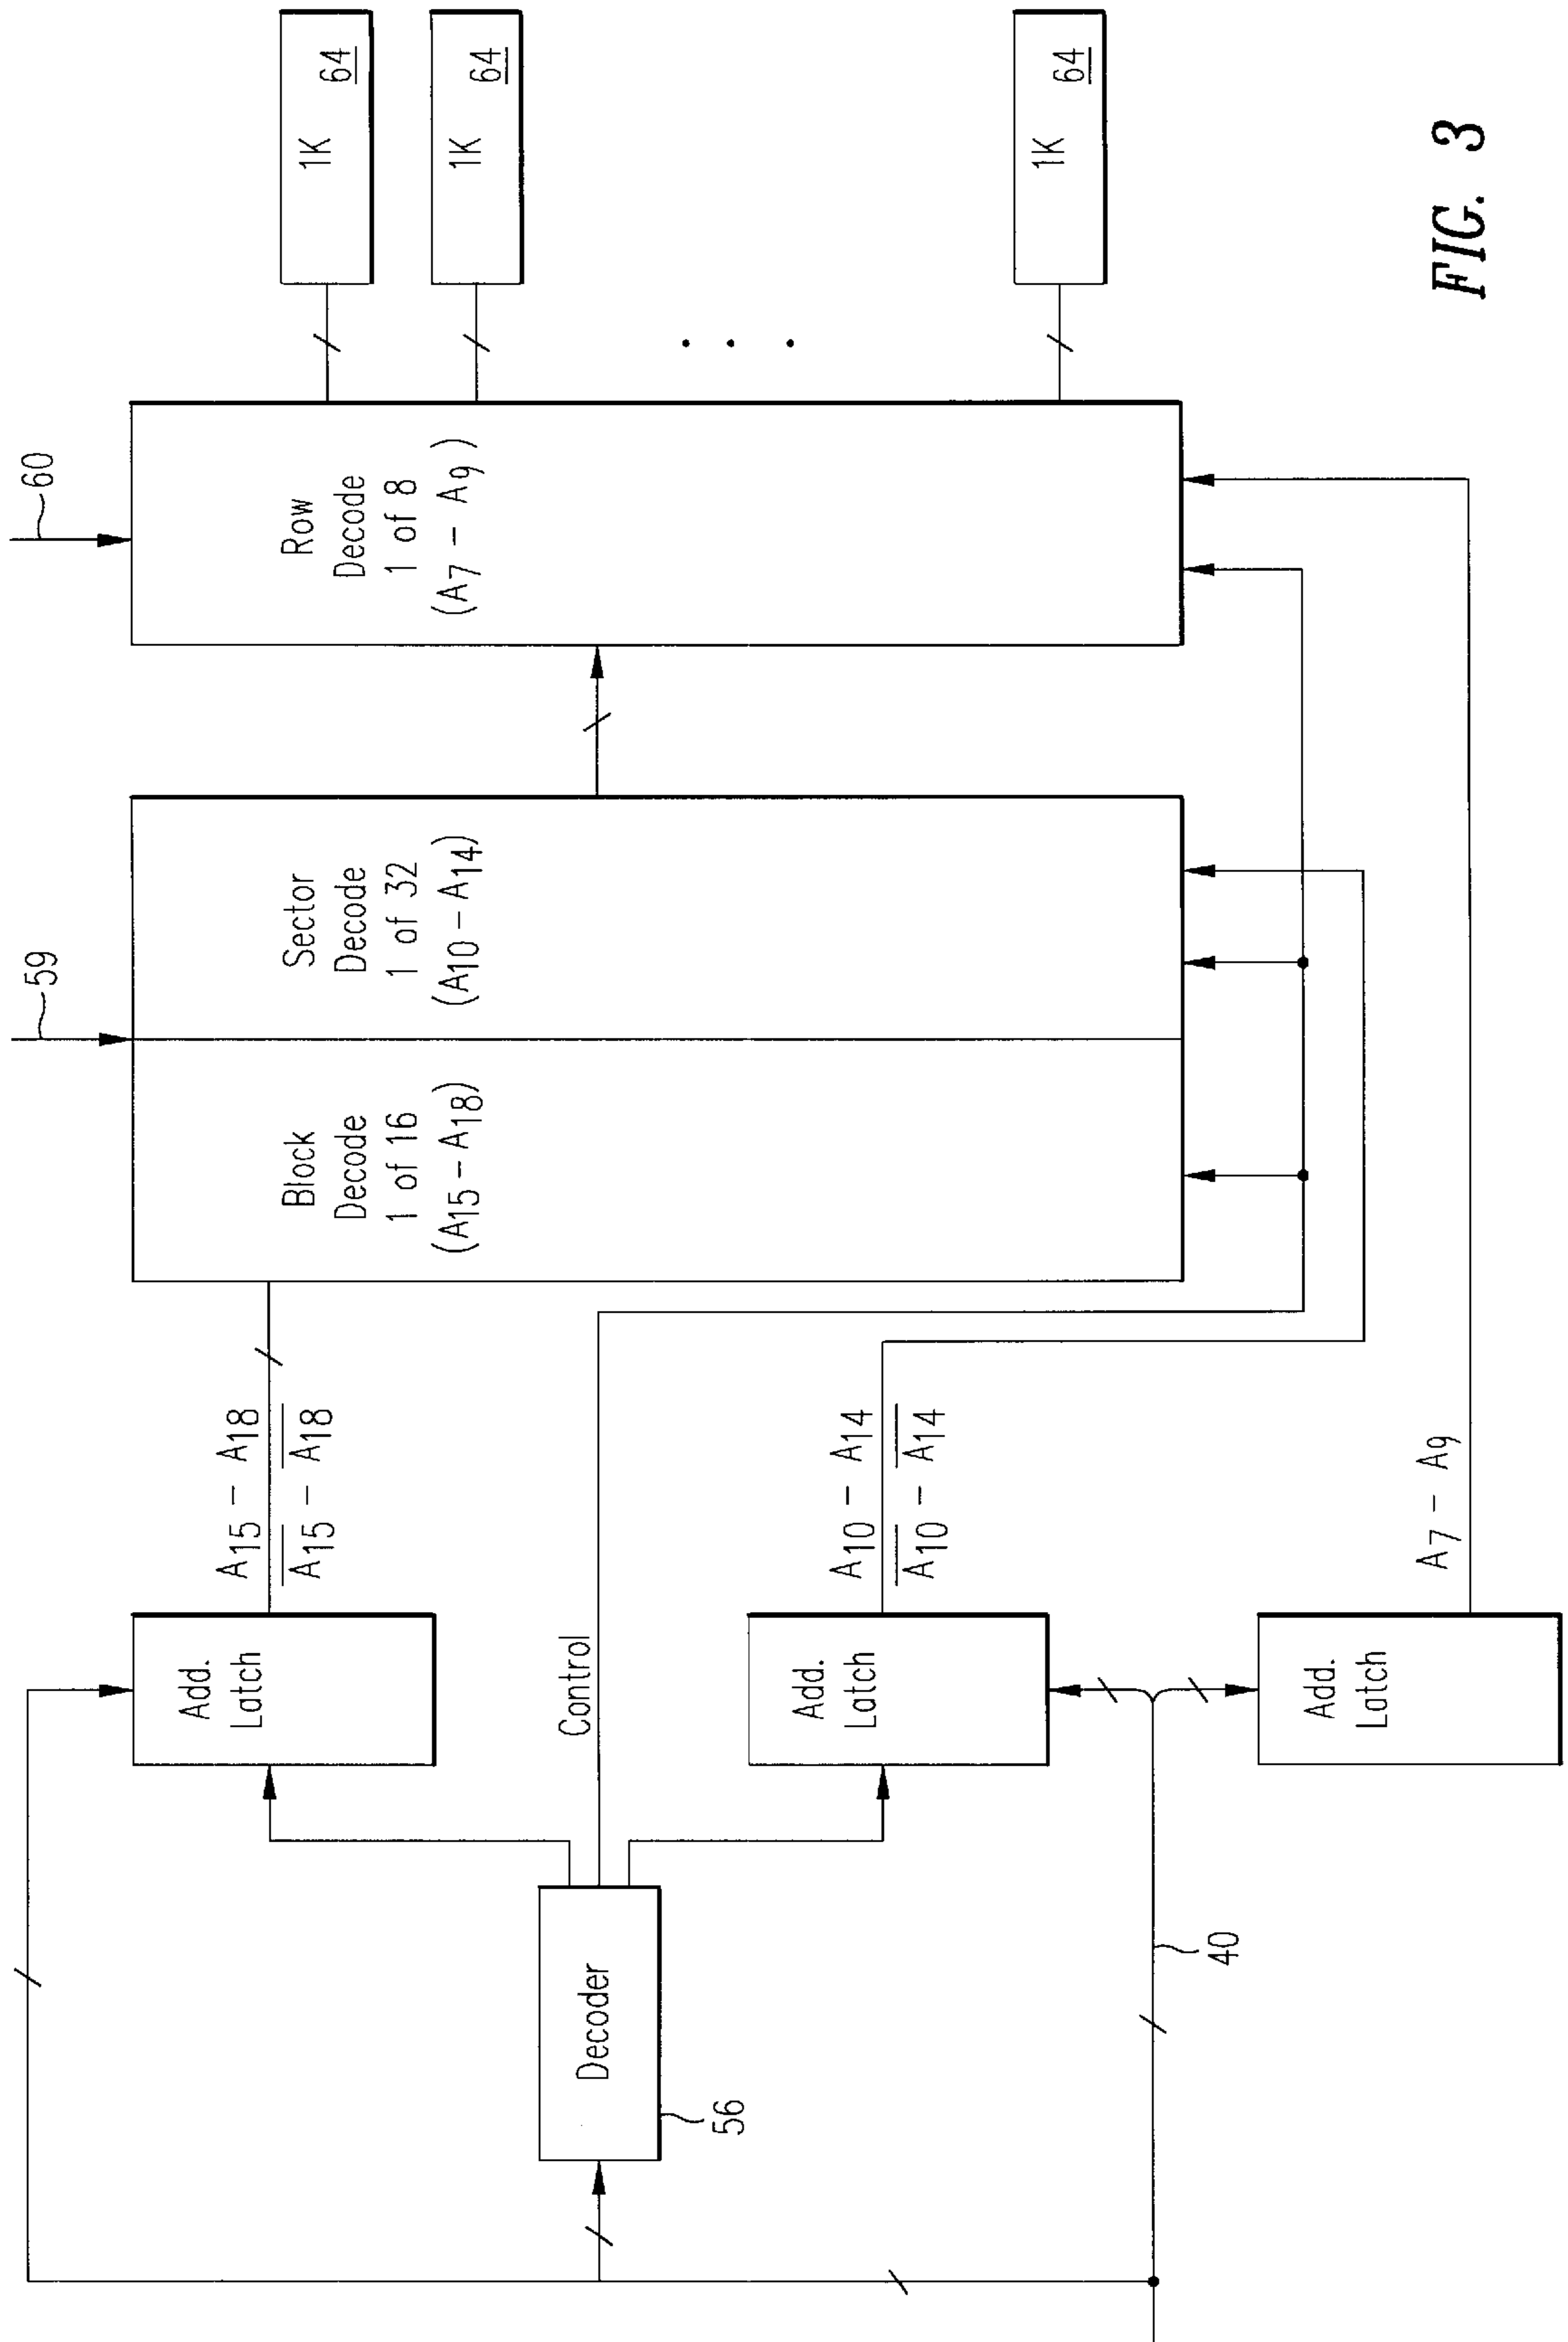 Add.
Latch
A15 – A18
A15 – A18
Block
Decode
1 of 16
(A15 – A18)
59
Sector
Decode
1 of 32
(A10 – A14)
60
Row
Decode
1 of 8
(A7 – A9)
1K 64
1K 64
1K 64
Decoder
56
Control
Add.
Latch
A10 – A14
A10 – A14
40
Add.
Latch
A7 – A9
FIG. 3